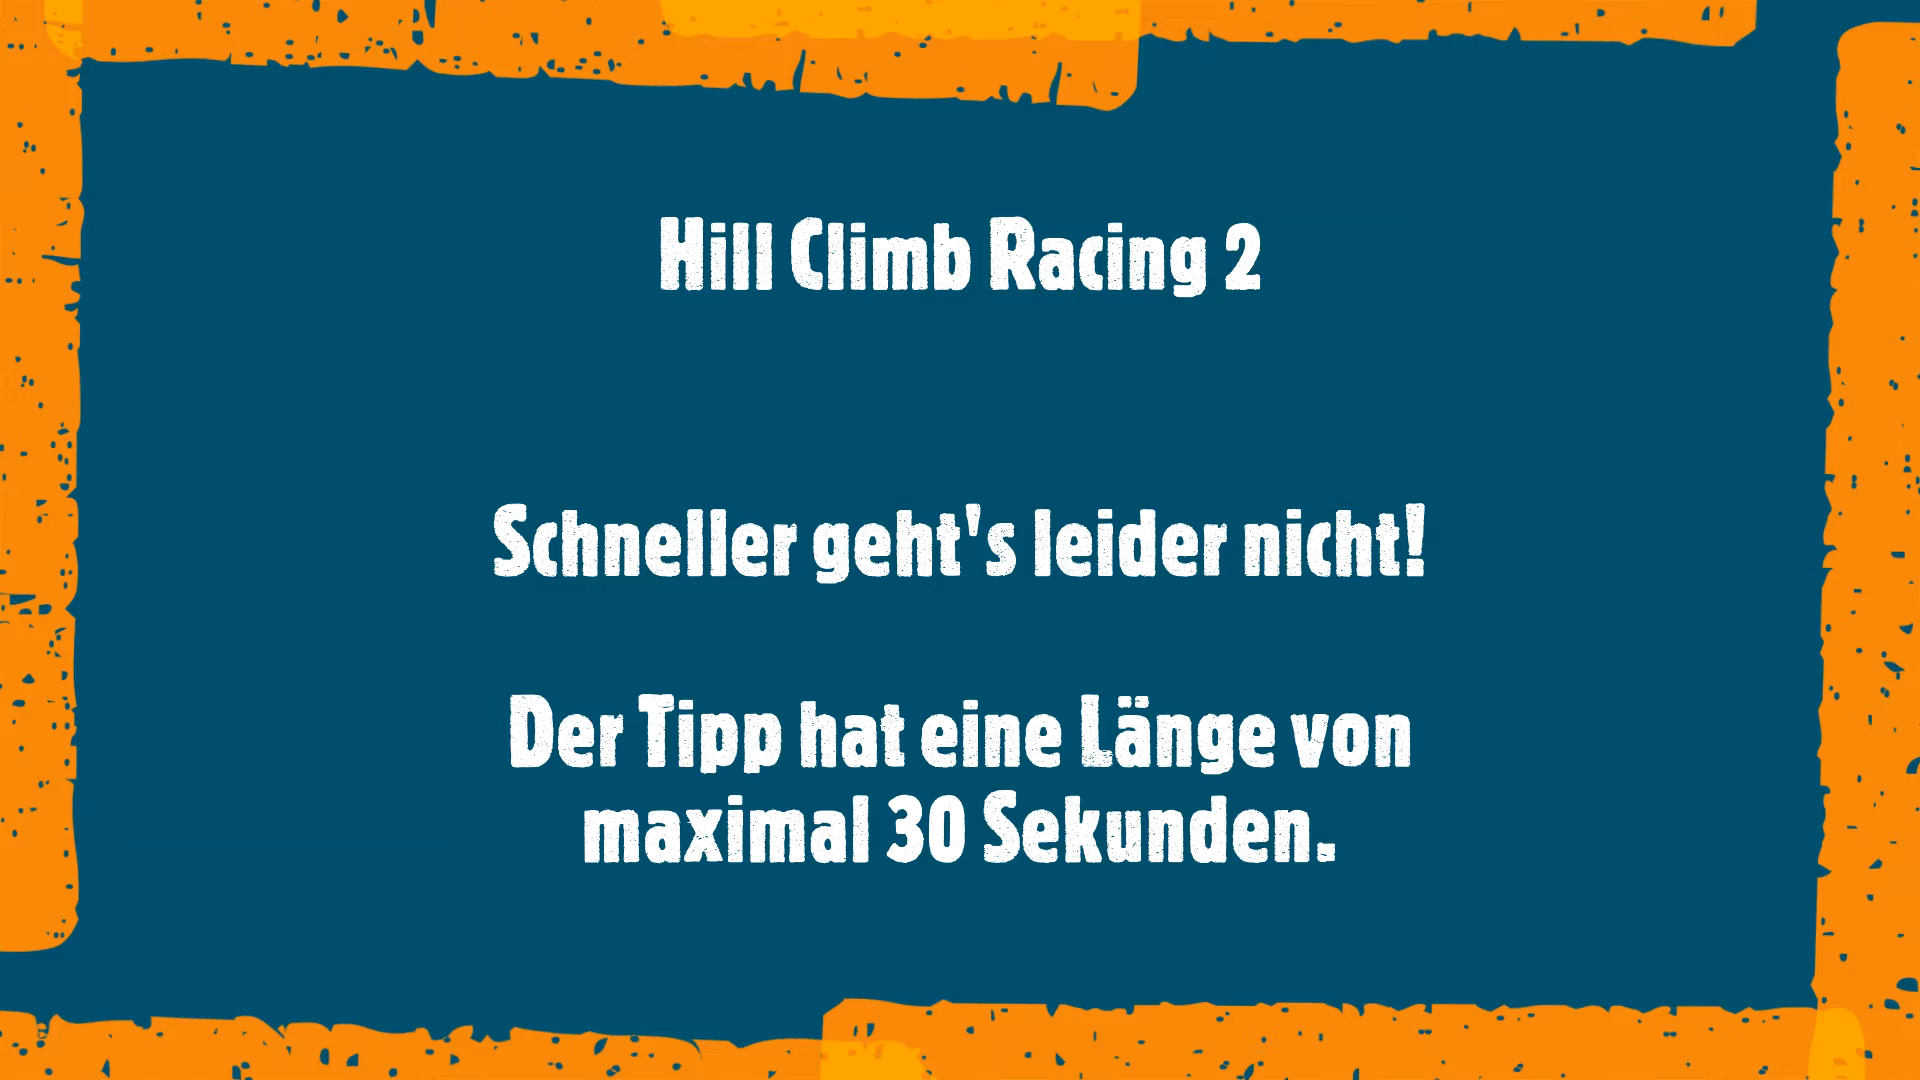 Hill Climb Racing 2
Schneller geht's leider nicht!
Der Tipp hat eine Länge von
maximal 30 Sekunden.